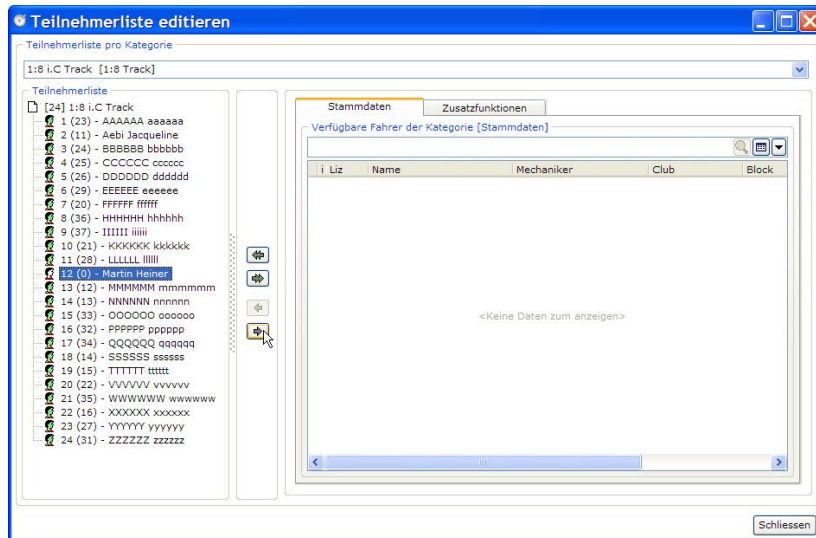 Teilnehmerliste editieren
Teilnehmerliste pro Kategorie
1:8 i.C Track [1:8 Track]
Teilnehmerliste
[24] 1:8 i.C Track
1 (23) - AAAAAA aaaaaa
2 (11) - Aebi Jacqueline
3 (24) - BBBBBB bbbbbb
4 (25) - CCCCCC cccccc
5 (26) - DDDDDD dddddd
6 (29) - EEEEEE eeeeee
7 (20) - FFFFFF ffffff
8 (36) - HHHHHH hhhhhh
9 (37) - IIIIII iiiiii
10 (21) - KKKKKK kkkkkk
11 (28) - LLLLLL llllll
12 (0) - Martin Heiner
13 (12) - MMMMMM mmmmmm
14 (13) - NNNNNN nnnnnn
15 (33) - OOOOOO oooooo
16 (32) - PPPPPP pppppp
17 (34) - QQQQQQ qqqqqq
18 (14) - SSSSSS ssssss
19 (15) - TTTTTT tttttt
20 (22) - VVVVVV vvvvvv
21 (35) - WWWWWW wwwwww
22 (16) - XXXXXX xxxxxx
23 (27) - YYYYYY yyyyyy
24 (31) - ZZZZZZ zzzzzz
Stammdaten Zusatzfunktionen
Verfügbare Fahrer der Kategorie [Stammdaten]
i Liz Name Mechaniker Club Block
<Keine Daten zum anzeigen>
Schliessen